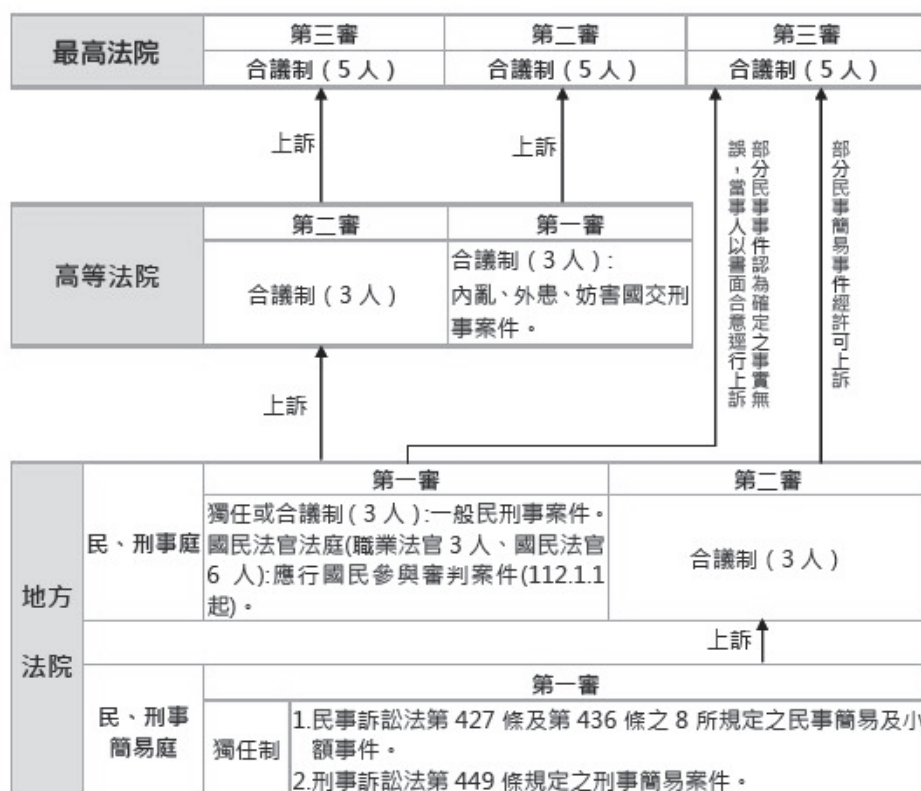 最高法院
第三審
第二審
第三審
合議制（5 人）
合議制（5 人）
合議制（5 人）
上訴
上訴
部分民事事件認為確定之事實無
誤，當事人以書面合意逕行上訴
部分民事簡易事件經許可上訴
高等法院
第二審
第一審
合議制（3 人）
合議制（3 人）:
內亂、外患、妨害國交刑
事案件。
上訴
地方
法院
民、刑事庭
第一審
第二審
獨任或合議制（3 人）:一般民刑事案件。
國民法官法庭(職業法官 3 人、國民法官
6 人):應行國民參與審判案件(112.1.1
起)。
合議制（3 人）
上訴
民、刑事
簡易庭
第一審
獨任制
1.民事訴訟法第 427 條及第 436 條之 8 所規定之民事簡易及小
額事件。
2.刑事訴訟法第 449 條規定之刑事簡易案件。